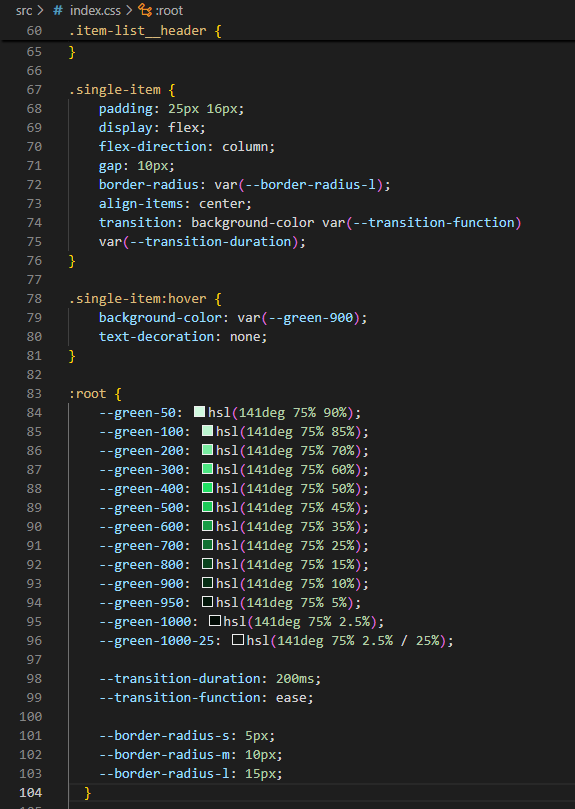 src > # index.css > :root
60 .item-list__header {
65 }
66
67 .single-item {
68     padding: 25px 16px;
69     display: flex;
70     flex-direction: column;
71     gap: 10px;
72     border-radius: var(--border-radius-l);
73     align-items: center;
74     transition: background-color var(--transition-function)
75     var(--transition-duration);
76 }
77
78 .single-item:hover {
79     background-color: var(--green-900);
80     text-decoration: none;
81 }
82
83 :root {
84     --green-50: hsl(141deg 75% 90%);
85     --green-100: hsl(141deg 75% 85%);
86     --green-200: hsl(141deg 75% 70%);
87     --green-300: hsl(141deg 75% 60%);
88     --green-400: hsl(141deg 75% 50%);
89     --green-500: hsl(141deg 75% 45%);
90     --green-600: hsl(141deg 75% 35%);
91     --green-700: hsl(141deg 75% 25%);
92     --green-800: hsl(141deg 75% 15%);
93     --green-900: hsl(141deg 75% 10%);
94     --green-950: hsl(141deg 75% 5%);
95     --green-1000: hsl(141deg 75% 2.5%);
96     --green-1000-25: hsl(141deg 75% 2.5% / 25%);
97
98     --transition-duration: 200ms;
99     --transition-function: ease;
100
101     --border-radius-s: 5px;
102     --border-radius-m: 10px;
103     --border-radius-l: 15px;
104   }